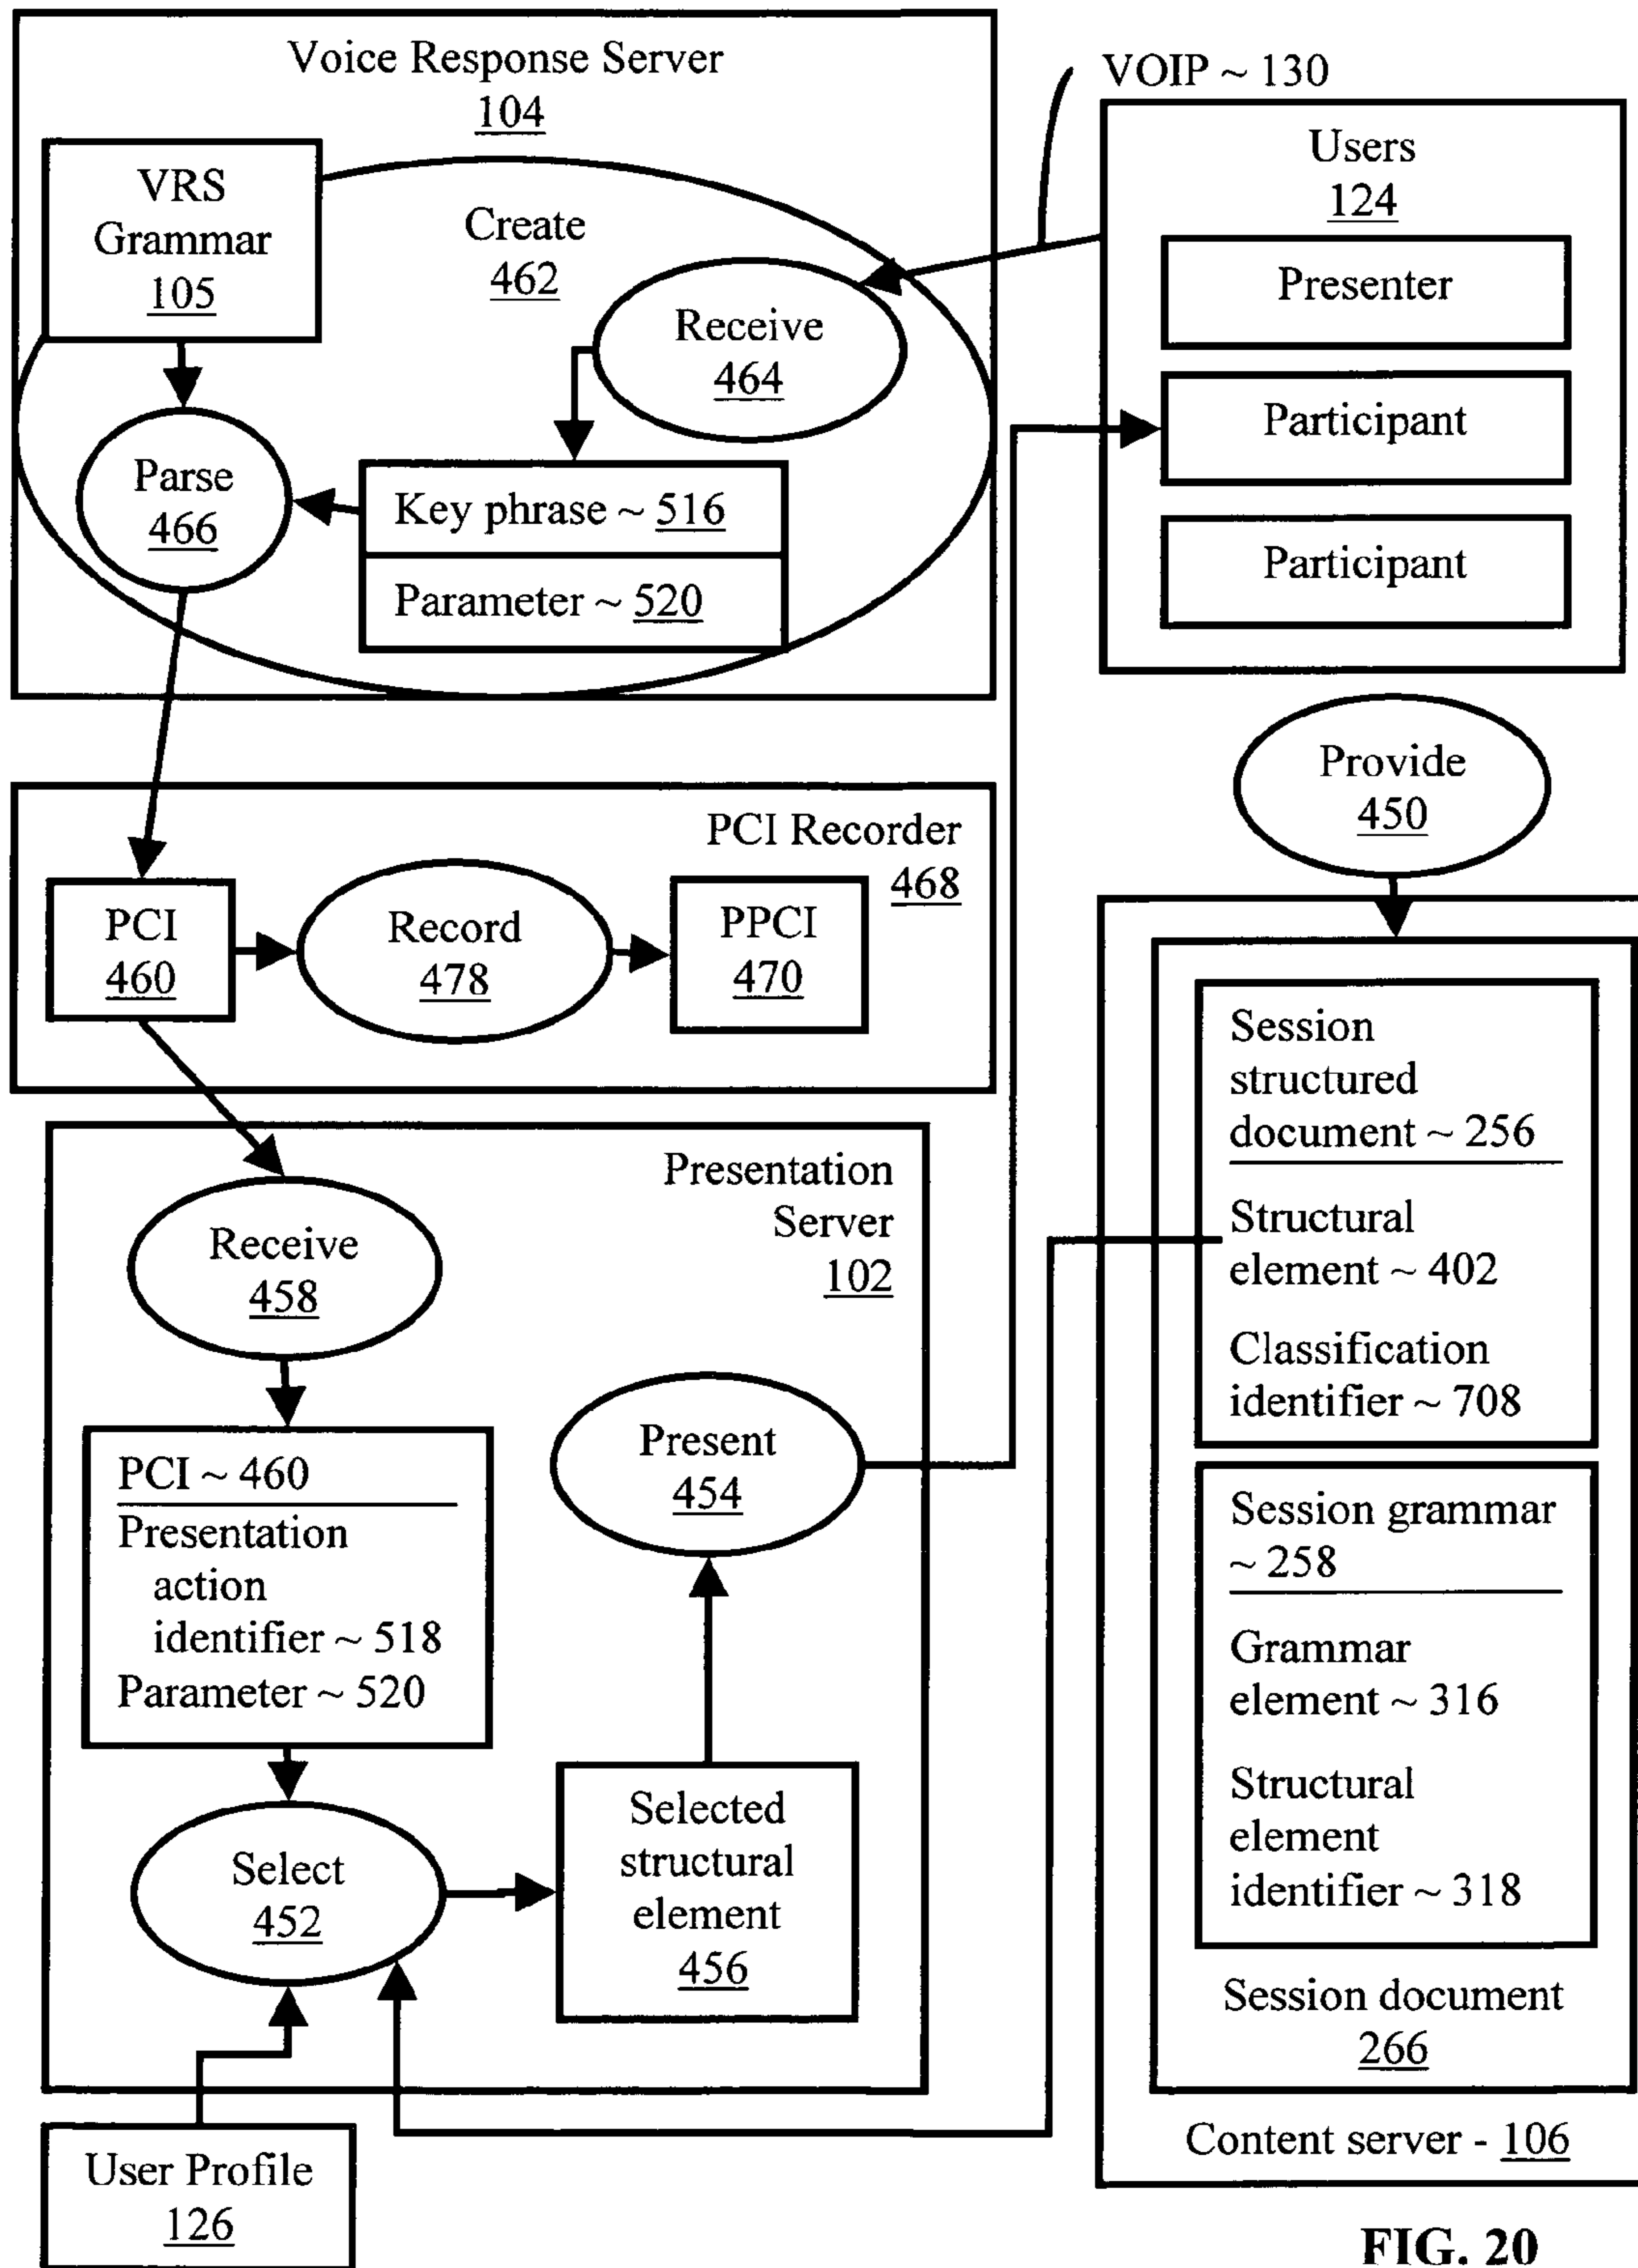 Voice Response Server
104
VRS
Grammar
105
Create
462
Receive
464
Parse
466
Key phrase ~ 516
Parameter ~ 520
VOIP ~ 130
Users
124
Presenter
Participant
Participant
Provide
450
PCI Recorder
468
PCI
460
Record
478
PPCI
470
Presentation
Server
102
Receive
458
PCI ~ 460
Presentation
action
identifier ~ 518
Parameter ~ 520
Present
454
Select
452
Selected
structural
element
456
User Profile
126
Session
structured
document ~ 256
Structural
element ~ 402
Classification
identifier ~ 708
Session grammar
~ 258
Grammar
element ~ 316
Structural
element
identifier ~ 318
Session document
266
Content server - 106
FIG. 20